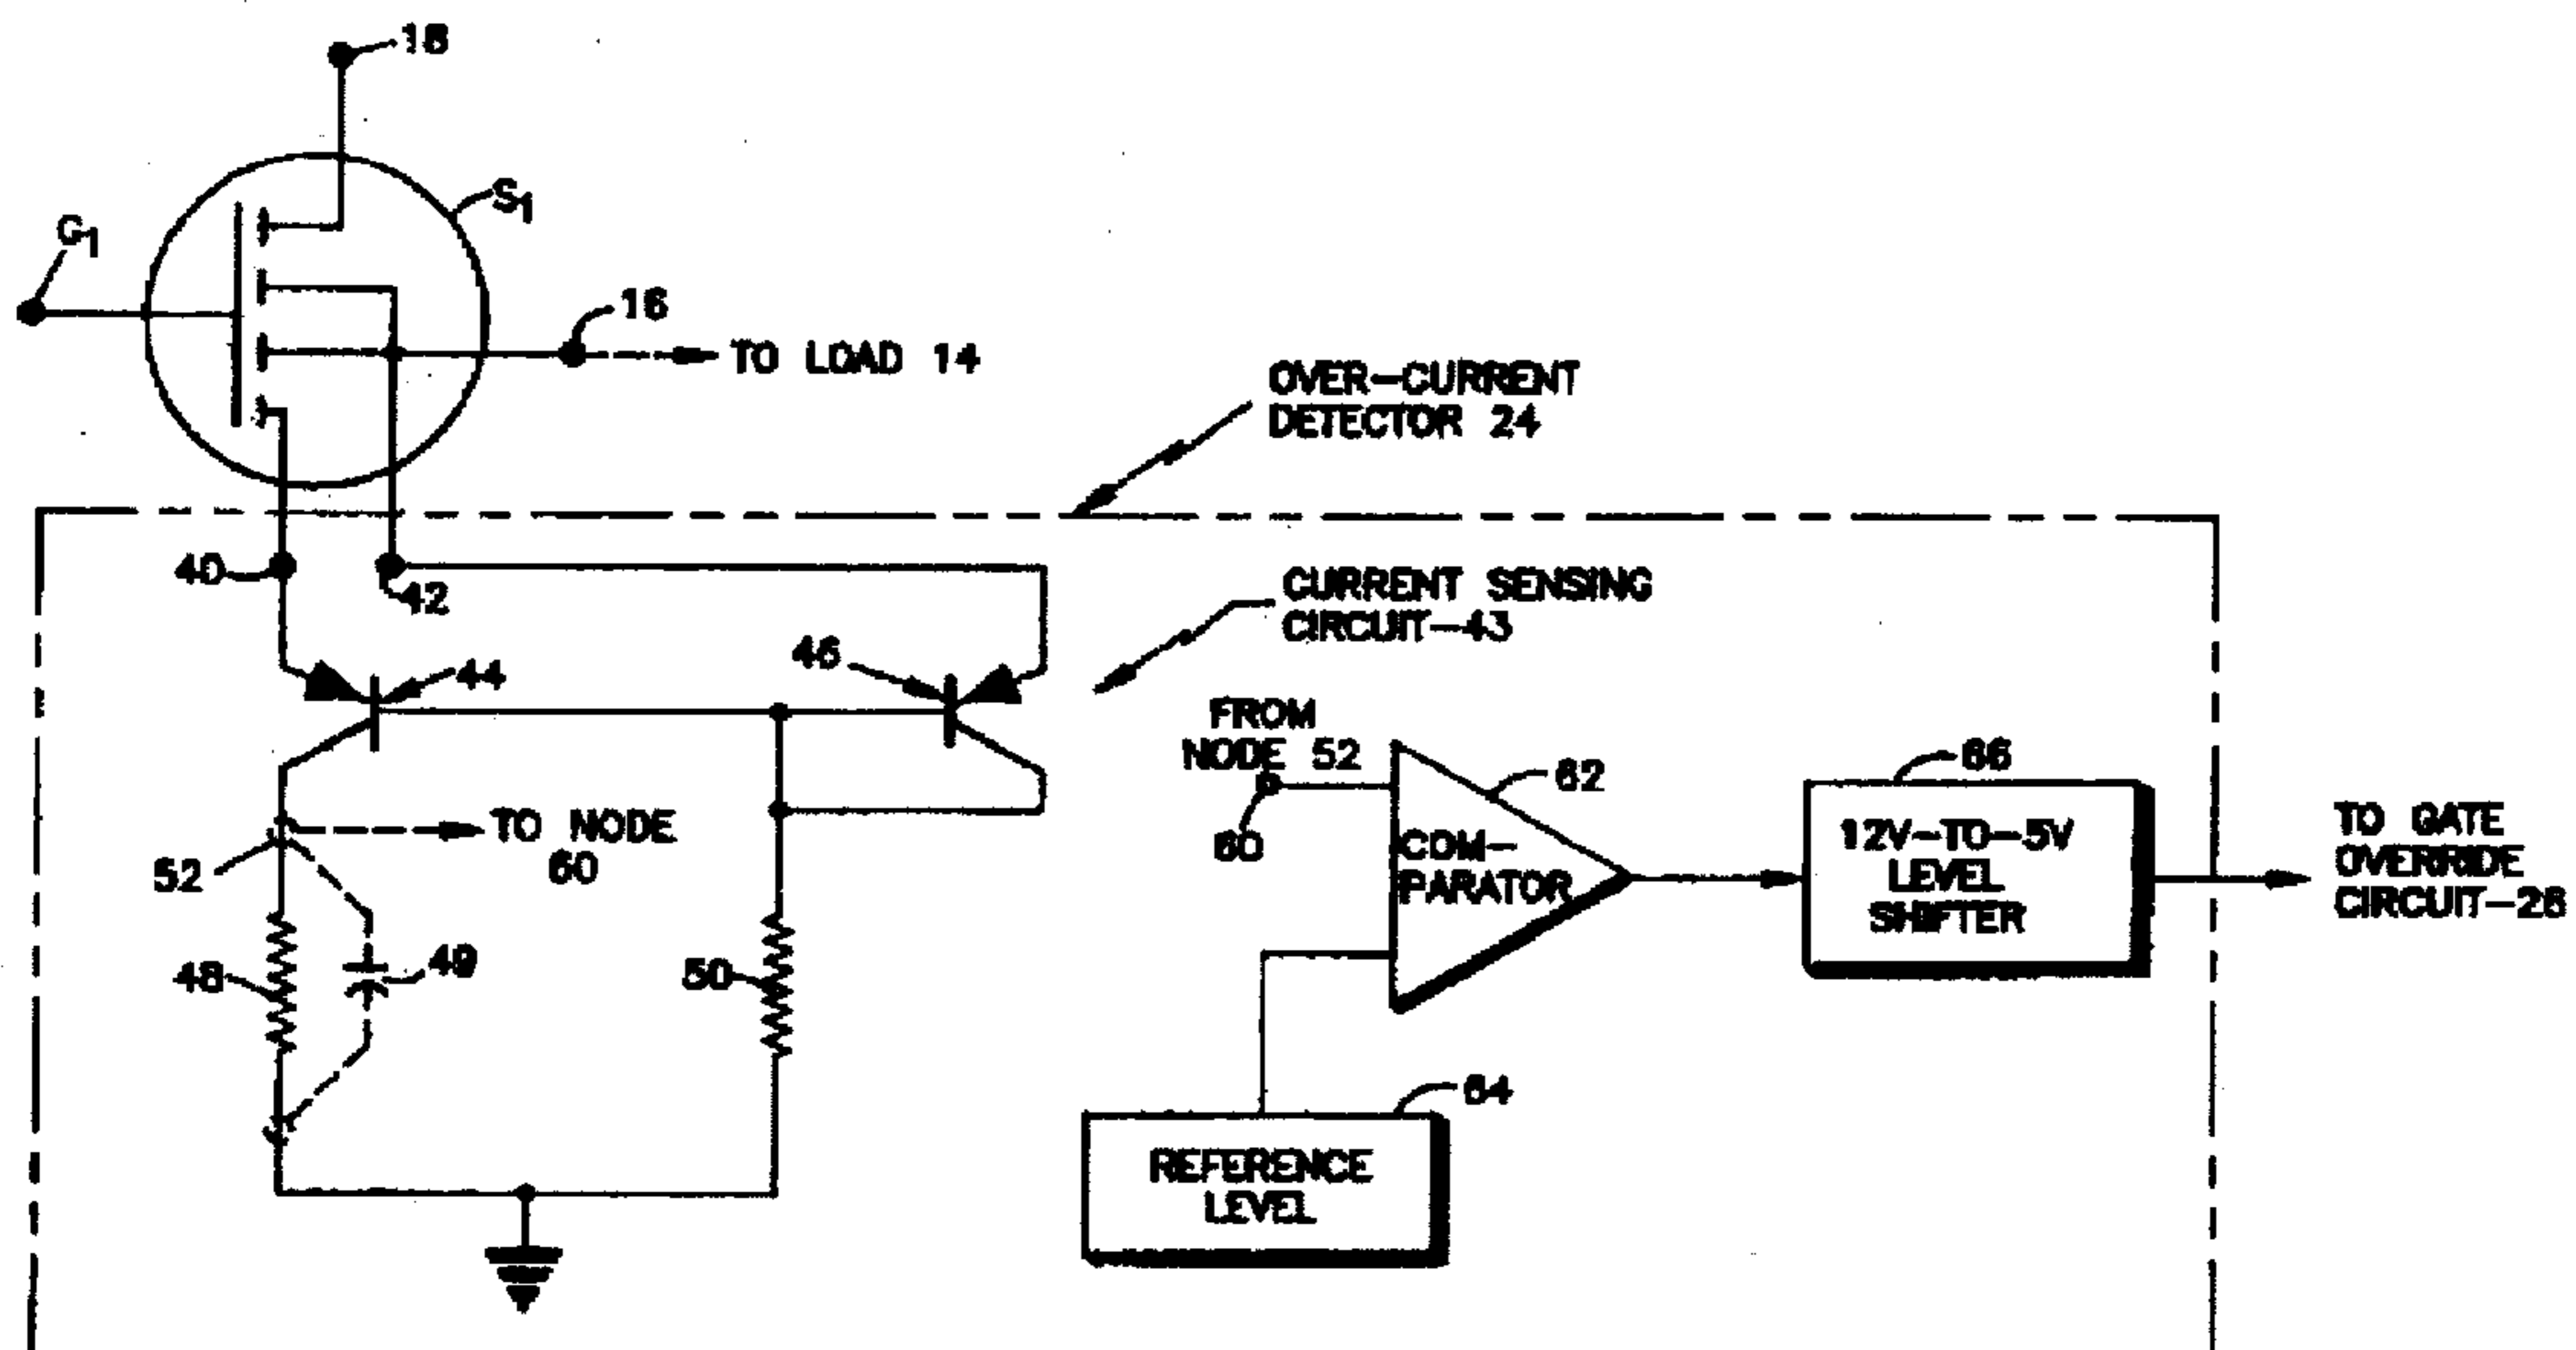 18
S1
G1
16
TO LOAD 14
OVER-CURRENT
DETECTOR 24
40
42
CURRENT SENSING
CIRCUIT-43
44
46
FROM
NODE 52
60
62
COM-
PARATOR
66
12V-TO-5V
LEVEL
SHIFTER
TO GATE
OVERRIDE
CIRCUIT-26
TO NODE
60
52
48
49
50
64
REFERENCE
LEVEL